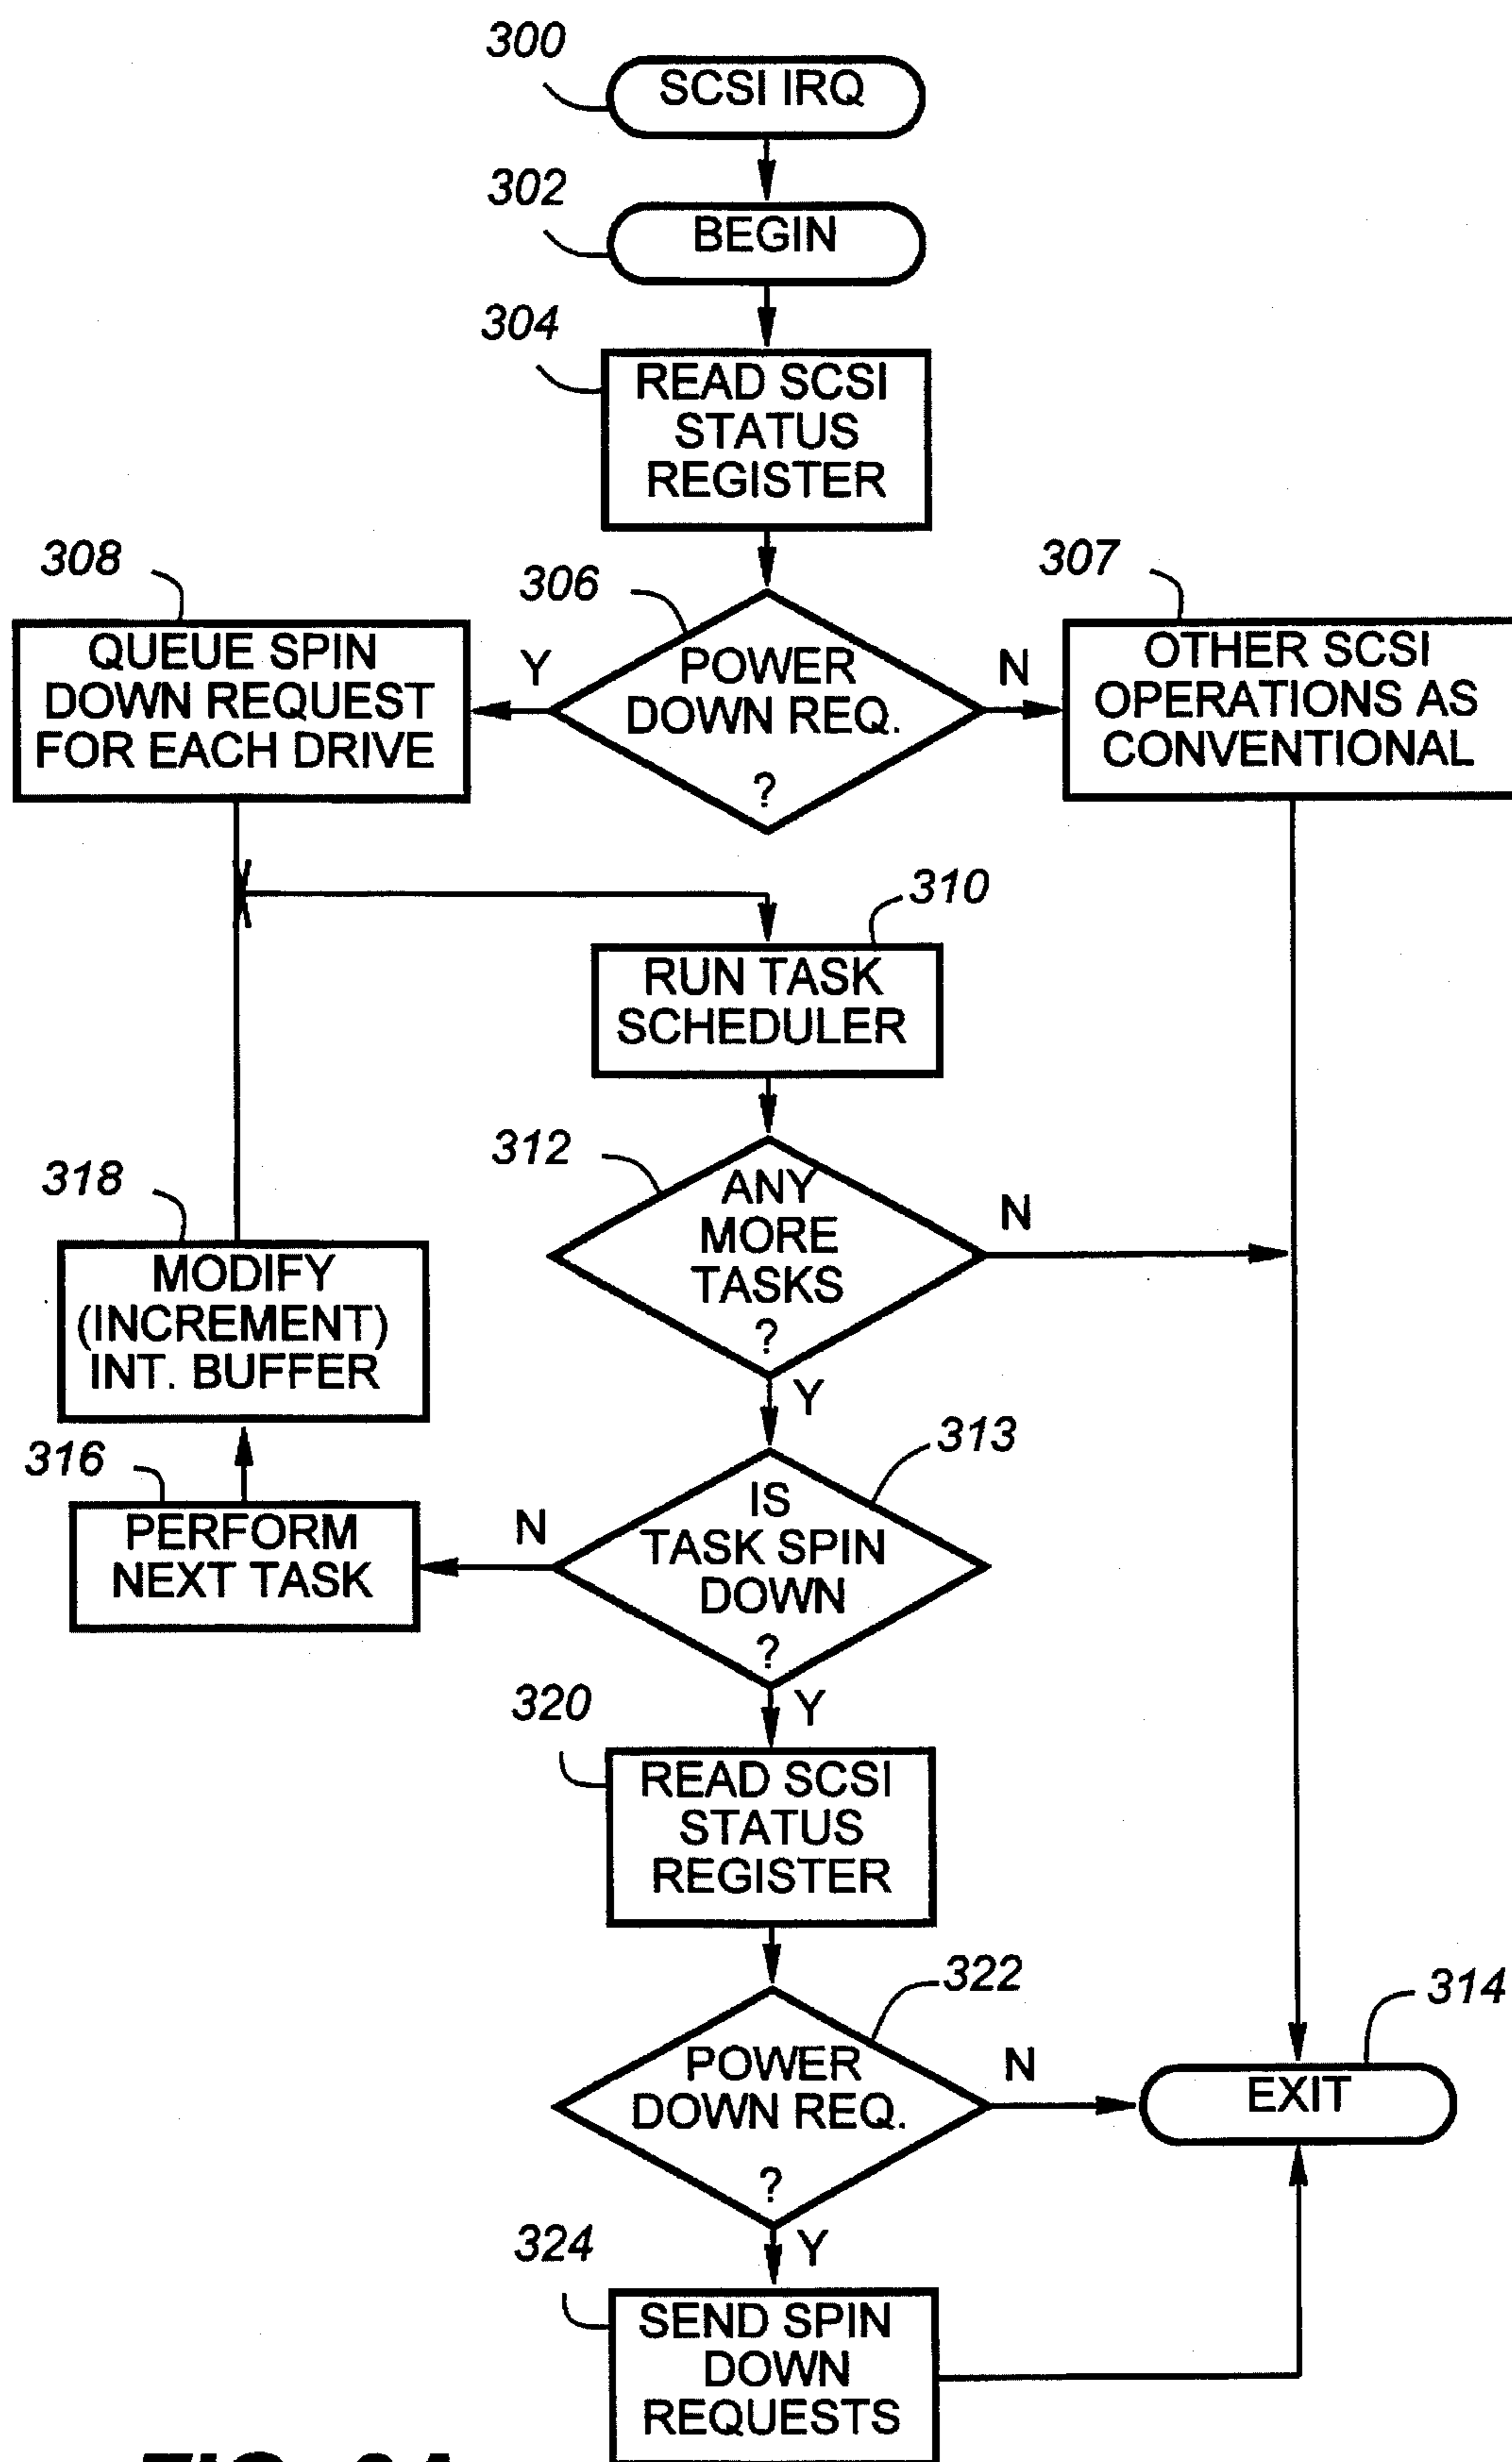 300
SCSI IRQ
302
BEGIN
304
READ SCSI
STATUS
REGISTER
308
QUEUE SPIN
DOWN REQUEST
FOR EACH DRIVE
306
Y
POWER
DOWN REQ.
?
N
307
OTHER SCSI
OPERATIONS AS
CONVENTIONAL
310
RUN TASK
SCHEDULER
312
ANY
MORE
TASKS
?
N
Y
318
MODIFY
(INCREMENT)
INT. BUFFER
316
PERFORM
NEXT TASK
N
313
IS
TASK SPIN
DOWN
?
Y
320
READ SCSI
STATUS
REGISTER
322
POWER
DOWN REQ.
?
N
314
EXIT
Y
324
SEND SPIN
DOWN
REQUESTS